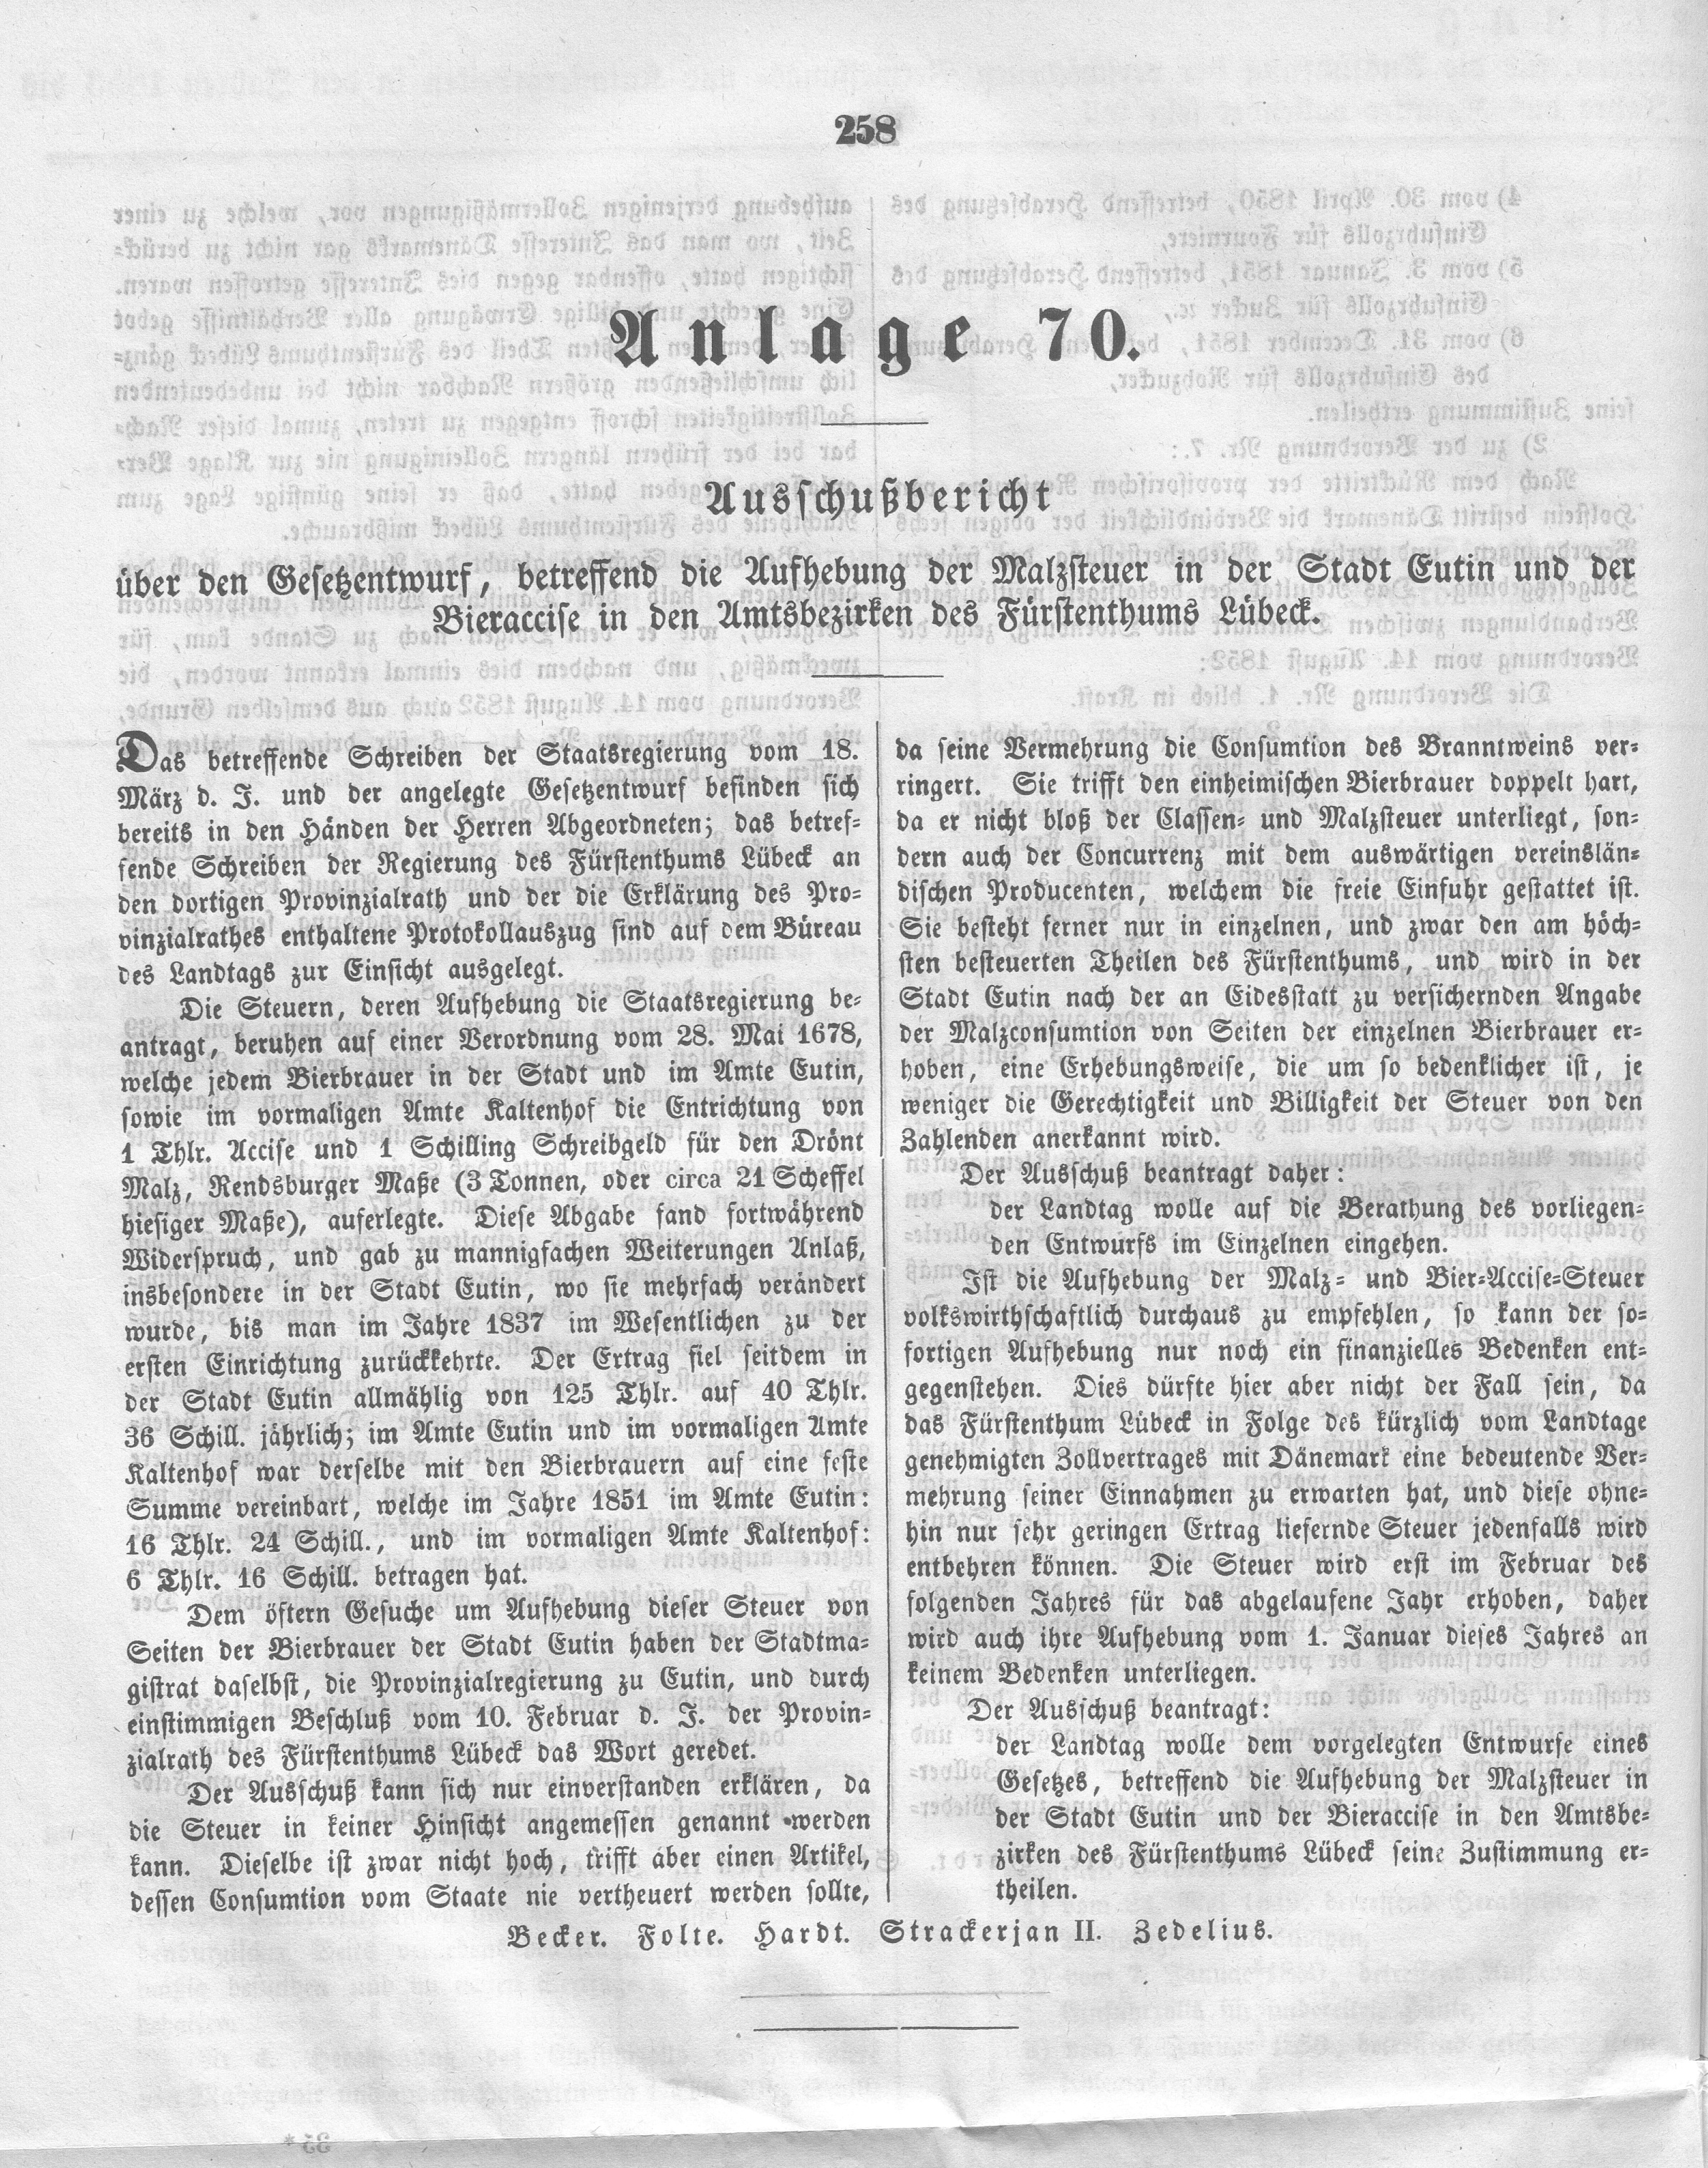 258
Anlage 70.
Ausschußbericht
über den Gesetzentwurf, betreffend die Aufhebung der Malzsteuer in der Stadt Eutin und der
Bieraccise in den Amtsbezirken des Fürstenthums Lübeck.
Das betreffende Schreiben der Staatsregierung vom 18.
März d. J. und der angelegte Gesetzentwurf befinden sich
bereits in den Händen der Herren Abgeordneten; das betref-
fende Schreiben der Regierung des Fürstenthums Lübeck an
den dortigen Provinzialrath und der die Erklärung des Pro-
vinzialrathes enthaltene Protokollauszug sind auf dem Büreau
des Landtags zur Einsicht ausgelegt.
Die Steuern, deren Aufhebung die Staatsregierung be-
antragt, beruhen auf einer Verordnung vom 28. Mai 1678,
welche jedem Bierbrauer in der Stadt und im Amte Eutin,
sowie im vormaligen Amte Kaltenhof die Entrichtung von
1 Thlr. Accise und 1 Schilling Schreibgeld für den Drönt
Malz, Rendsburger Maße (3 Tonnen, oder circa 21 Scheffel
hiesiger Maße), auferlegte. Diese Abgabe fand fortwährend
Widerspruch, und gab zu mannigfachen Weiterungen Anlaß,
insbesondere in der Stadt Eutin, wo sie mehrfach verändert
wurde, bis man im Jahre 1837 im Wesentlichen zu der
ersten Einrichtung zurückkehrte. Der Ertrag fiel seitdem in
der Stadt Eutin allmählig von 125 Thlr. auf 40 Thlr.
36 Schill. jährlich; im Amte Eutin und im vormaligen Amte
Kaltenhof war derselbe mit den Bierbrauern auf eine feste
Summe vereinbart, welche im Jahre 1851 im Amte Eutin:
16 Thlr. 24 Schill., und im vormaligen Amte Kaltenhof:
6 Thlr. 16 Schill. betragen hat.
Dem öftern Gesuche um Aufhebung dieser Steuer von
Seiten der Bierbrauer der Stadt Eutin haben der Stadtma-
gistrat daselbst, die Provinzialregierung zu Eutin, und durch
einstimmigen Beschluß vom 10. Februar d. J. der Provin-
zialrath des Fürstenthums Lübeck das Wort geredet.
Der Ausschuß kann sich nur einverstanden erklären, da
die Steuer in keiner Hinsicht angemessen genannt werden
kann. Dieselbe ist zwar nicht hoch, trifft aber einen Artikel,
dessen Consumtion vom Staate nie vertheuert werden sollte,
da seine Vermehrung die Consumtion des Branntweins ver-
ringert. Sie trifft den einheimischen Bierbrauer doppelt hart,
da er nicht bloß der Classen- und Malzsteuer unterliegt, son-
dern auch der Concurrenz mit dem auswärtigen vereinslän-
dischen Producenten, welchem die freie Einfuhr gestattet ist.
Sie besteht ferner nur in einzelnen, und zwar den am höch-
sten besteuerten Theilen des Fürstenthums, und wird in der
Stadt Eutin nach der an Eidesstatt zu versichernden Angabe
der Malzconsumtion von Seiten der einzelnen Bierbrauer er-
hoben, eine Erhebungsweise, die um so bedenklicher ist, je
weniger die Gerechtigkeit und Billigkeit der Steuer von den
Zahlenden anerkannt wird.
Der Ausschuß beantragt daher:
der Landtag wolle auf die Berathung des vorliegen-
den Entwurfs im Einzelnen eingehen.
Ist die Aufhebung der Malz- und Bier-Accise-Steuer
volkswirthschaftlich durchaus zu empfehlen, so kann der so-
fortigen Aufhebung nur noch ein finanzielles Bedenken ent-
gegenstehen. Dies dürfte hier aber nicht der Fall sein, da
das Fürstenthum Lübeck in Folge des kürzlich vom Landtage
genehmigten Zollvertrages mit Dänemark eine bedeutende Ver-
mehrung seiner Einnahmen zu erwarten hat, und diese ohne-
hin nur sehr geringen Ertrag liefernde Steuer jedenfalls wird
entbehren können. Die Steuer wird erst im Februar des
folgenden Jahres für das abgelaufene Jahr erhoben, daher
wird auch ihre Aufhebung vom 1. Januar dieses Jahres an
keinem Bedenken unterliegen.
Der Ausschuß beantragt:
der Landtag wolle dem vorgelegten Entwurfe eines
Gesetzes, betreffend die Aufhebung der Malzsteuer in
der Stadt Eutin und der Bieraccise in den Amtsbe-
zirken des Fürstenthums Lübeck seine Zustimmung er-
theilen.
Becker. Folte. Hardt. Strackerjan II. Zedelius.